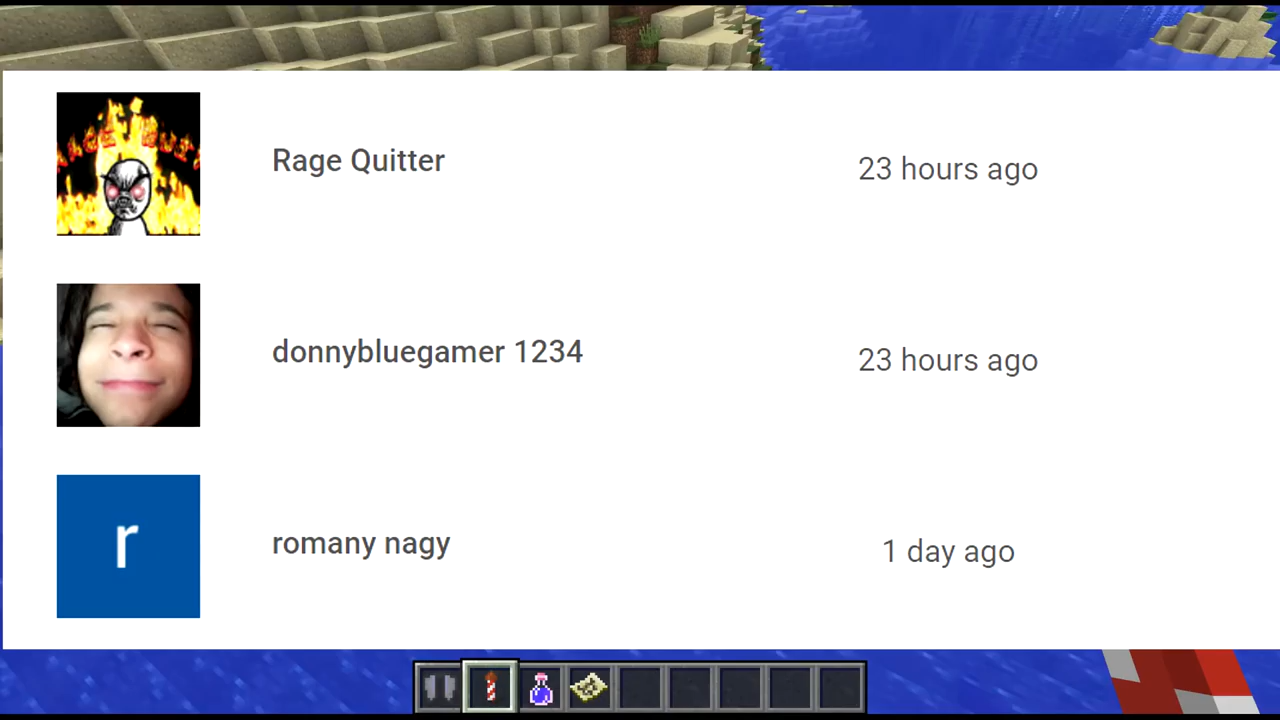 Rage Quitter
23 hours ago
donnybluegamer 1234
23 hours ago
r
romany nagy
1 day ago